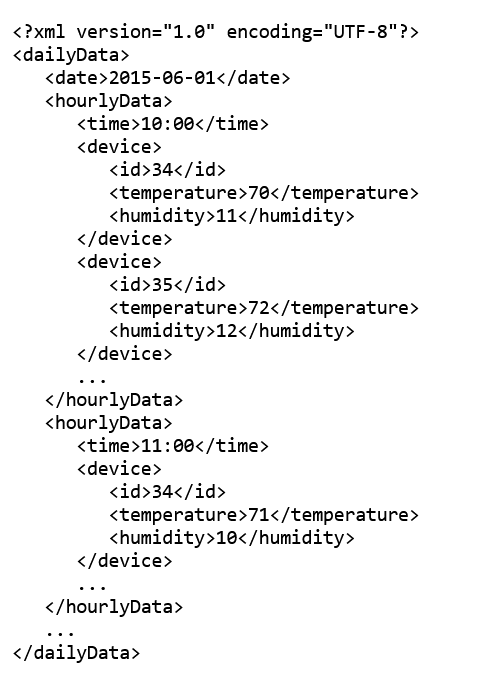 <?xml version="1.0" encoding="UTF-8"?>
<dailyData>
   <date>2015-06-01</date>
   <hourlyData>
      <time>10:00</time>
      <device>
         <id>34</id>
         <temperature>70</temperature>
         <humidity>11</humidity>
      </device>
      <device>
         <id>35</id>
         <temperature>72</temperature>
         <humidity>12</humidity>
      </device>
      ...
   </hourlyData>
   <hourlyData>
      <time>11:00</time>
      <device>
         <id>34</id>
         <temperature>71</temperature>
         <humidity>10</humidity>
      </device>
      ...
   </hourlyData>
   ...
</dailyData>